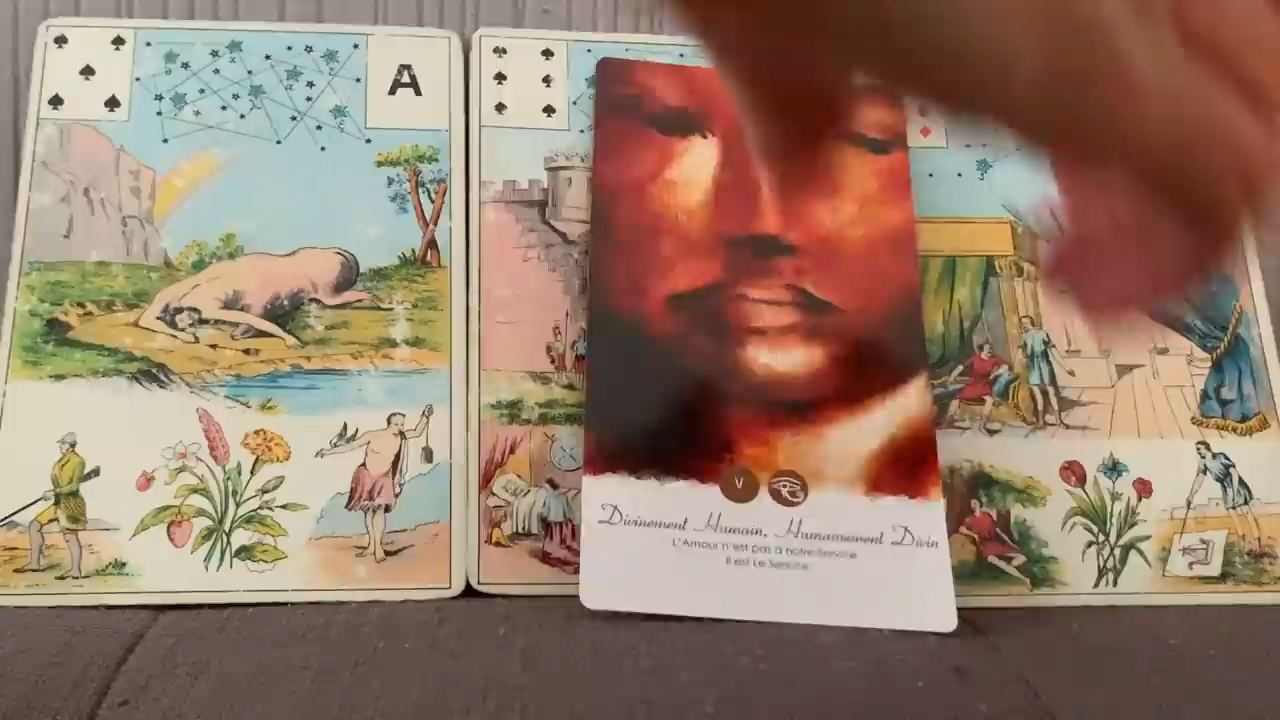 A
V
Divinement Humain, Humainement Divin
L'Amour n'est pas à notre Service
Il est Le Service